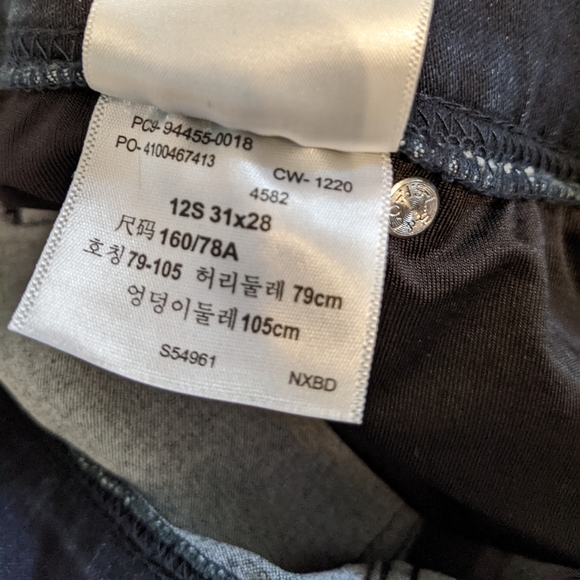 PC9-94455-0018
PO-4100467413
CW- 1220
4582
12S 31x28
尺码 160/78A
호칭 79-105 허리둘레 79cm
엉덩이둘레 105cm
S54961
NXBD